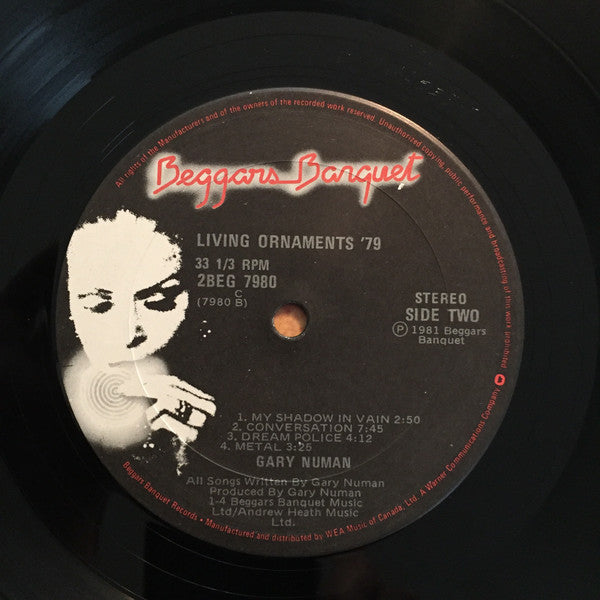 All rights of the Manufacturers and of the owners of the recorded work reserved. Unauthorized copying, public performance and broadcasting of this work prohibited
Beggars Banquet
LIVING ORNAMENTS '79
33 1/3 RPM
2BEG 7980
C
(7980 B)
STEREO
SIDE TWO
Ⓟ 1981 Beggars
Banquet
1. MY SHADOW IN VAIN 2:50
2. CONVERSATION 7:45
3. DREAM POLICE 4:12
4. METAL 3:25
GARY NUMAN
All Songs Written By Gary Numan
Produced By Gary Numan
1-4 Beggars Banquet Music
Ltd/Andrew Heath Music
Ltd.
Beggars Banquet Records • Manufactured and distributed by WEA Music of Canada, Ltd. A Warner Communications Company